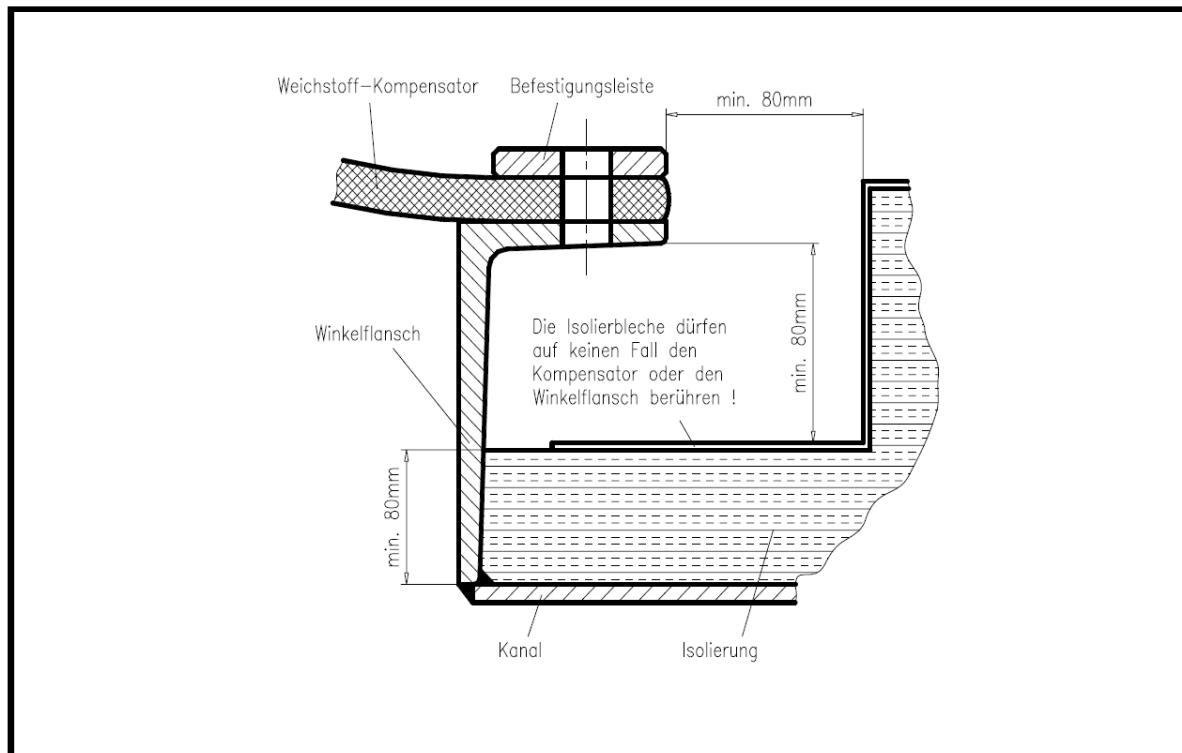 Weichstoff-Kompensator
Befestigungsleiste
min. 80mm
Winkelflansch
Die Isolierbleche dürfen
auf keinen Fall den
Kompensator oder den
Winkelflansch berühren !
min. 80mm
min. 80mm
Kanal
Isolierung